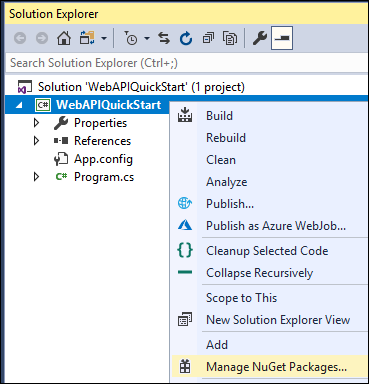 Solution Explorer
Search Solution Explorer (Ctrl+;)
Solution 'WebAPIQuickStart' (1 project)
C# WebAPIQuickStart
Properties
References
App.config
C# Program.cs
Build
Rebuild
Clean
Analyze
Publish...
Publish as Azure WebJob...
Cleanup Selected Code
Collapse Recursively
Scope to This
New Solution Explorer View
Add
Manage NuGet Packages...